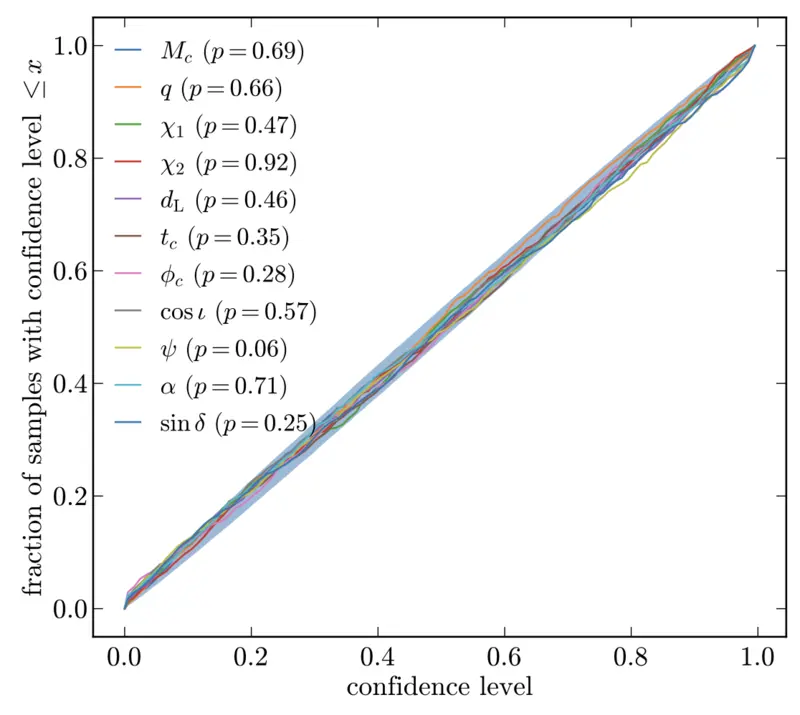 fraction of samples with confidence level ≤ x
1.0
0.8
0.6
0.4
0.2
0.0
M_c (p = 0.69)
q (p = 0.66)
χ_1 (p = 0.47)
χ_2 (p = 0.92)
d_L (p = 0.46)
t_c (p = 0.35)
ϕ_c (p = 0.28)
cos ι (p = 0.57)
ψ (p = 0.06)
α (p = 0.71)
sin δ (p = 0.25)
0.0 0.2 0.4 0.6 0.8 1.0
confidence level